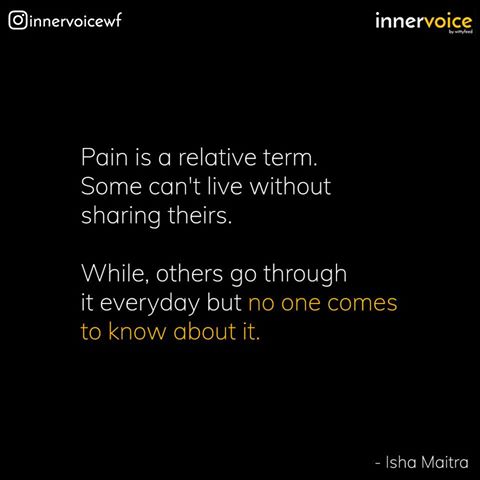 innervoicewf
innervoice
by wittyfeed
Pain is a relative term.
Some can't live without
sharing theirs.
While, others go through
it everyday but no one comes
to know about it.
- Isha Maitra